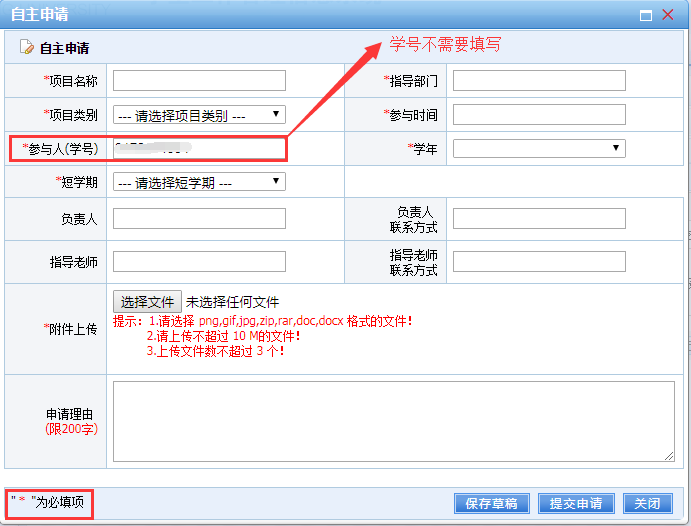 自主申请
自主申请
学号不需要填写
*项目名称
*指导部门
*项目类别
--- 请选择项目类别 ---
*参与时间
*参与人(学号)
*学年
*短学期
--- 请选择短学期 ---
负责人
负责人
联系方式
指导老师
指导老师
联系方式
*附件上传
选择文件 未选择任何文件
提示：1.请选择 png,gif,jpg,zip,rar,doc,docx 格式的文件!
2.请上传不超过 10 M的文件!
3.上传文件数不超过 3 个!
申请理由
(限200字)
" * "为必填项
保存草稿
提交申请
关闭